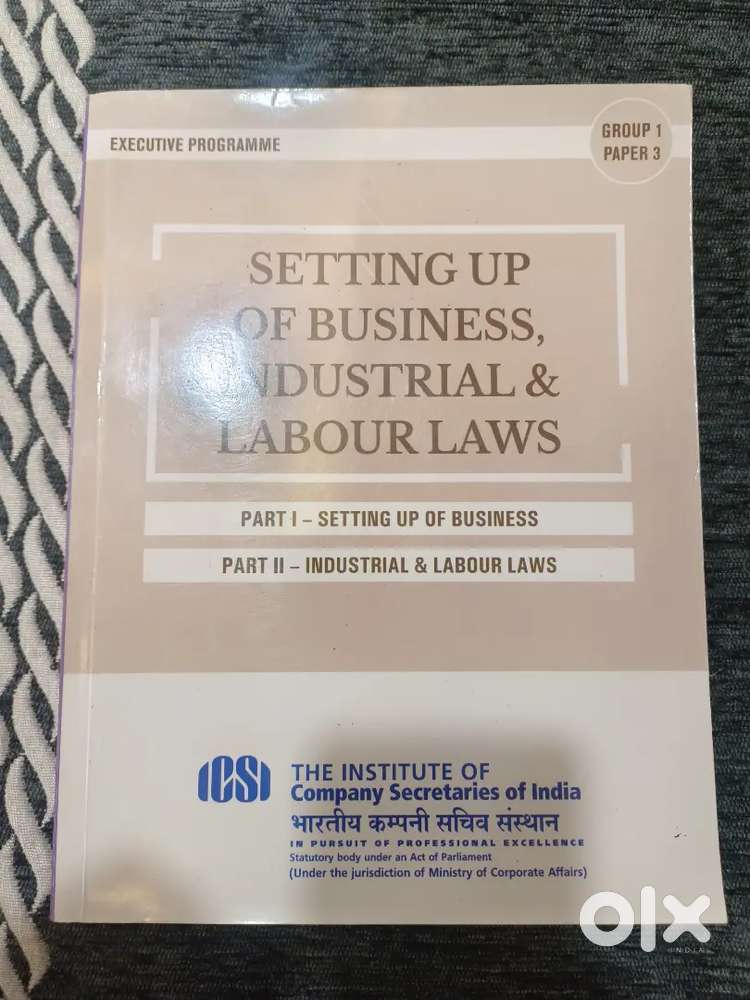 EXECUTIVE PROGRAMME
GROUP 1
PAPER 3
SETTING UP
OF BUSINESS,
INDUSTRIAL &
LABOUR LAWS
PART I – SETTING UP OF BUSINESS
PART II – INDUSTRIAL & LABOUR LAWS
ICSI
THE INSTITUTE OF
Company Secretaries of India
भारतीय कम्पनी सचिव संस्थान
IN PURSUIT OF PROFESSIONAL EXCELLENCE
Statutory body under an Act of Parliament
(Under the jurisdiction of Ministry of Corporate Affairs)
olx
INDIA